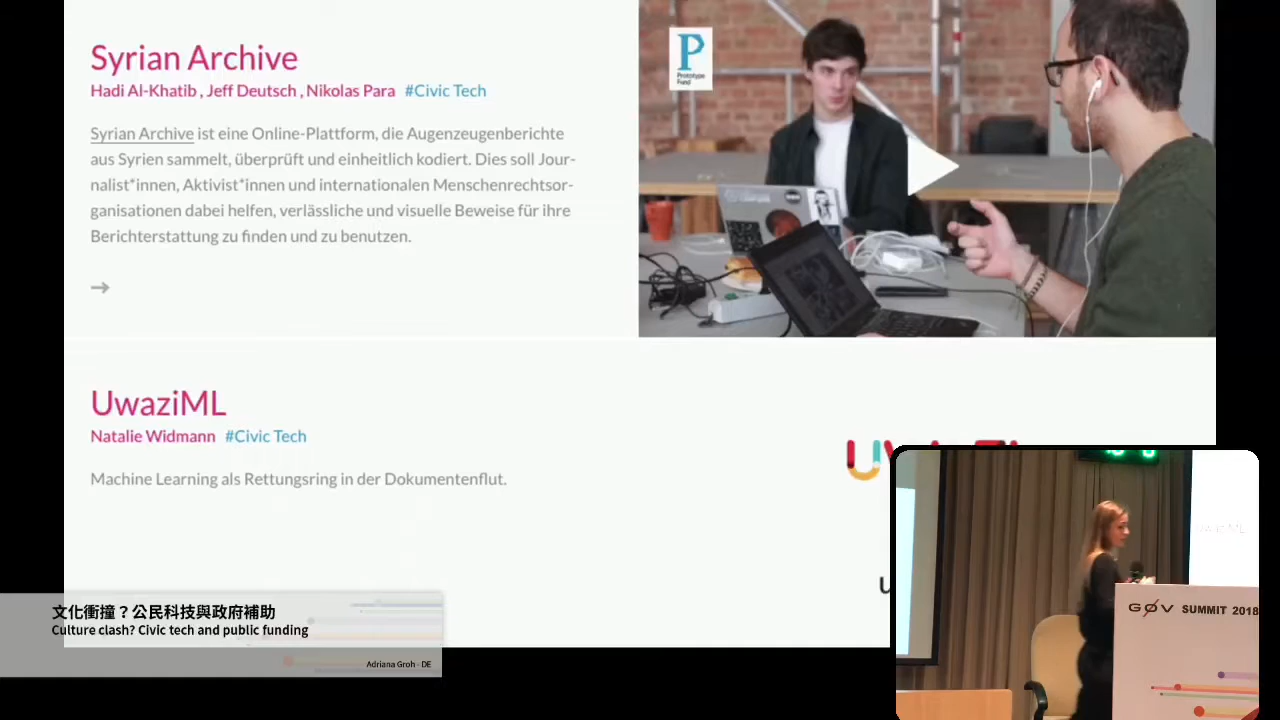 Syrian Archive
Hadi Al-Khatib , Jeff Deutsch , Nikolas Para #Civic Tech
Syrian Archive ist eine Online-Plattform, die Augenzeugenberichte
aus Syrien sammelt, überprüft und einheitlich kodiert. Dies soll Jour-
nalist*innen, Aktivist*innen und internationalen Menschenrechtsor-
ganisationen dabei helfen, verlässliche und visuelle Beweise für ihre
Berichterstattung zu finden und zu benutzen.
→
P
Prototype
Fund
UwaziML
Natalie Widmann #Civic Tech
Machine Learning als Rettungsring in der Dokumentenflut.
文化衝撞？公民科技與政府補助
Culture clash? Civic tech and public funding
Adriana Groh - DE
GØV SUMMIT 2018